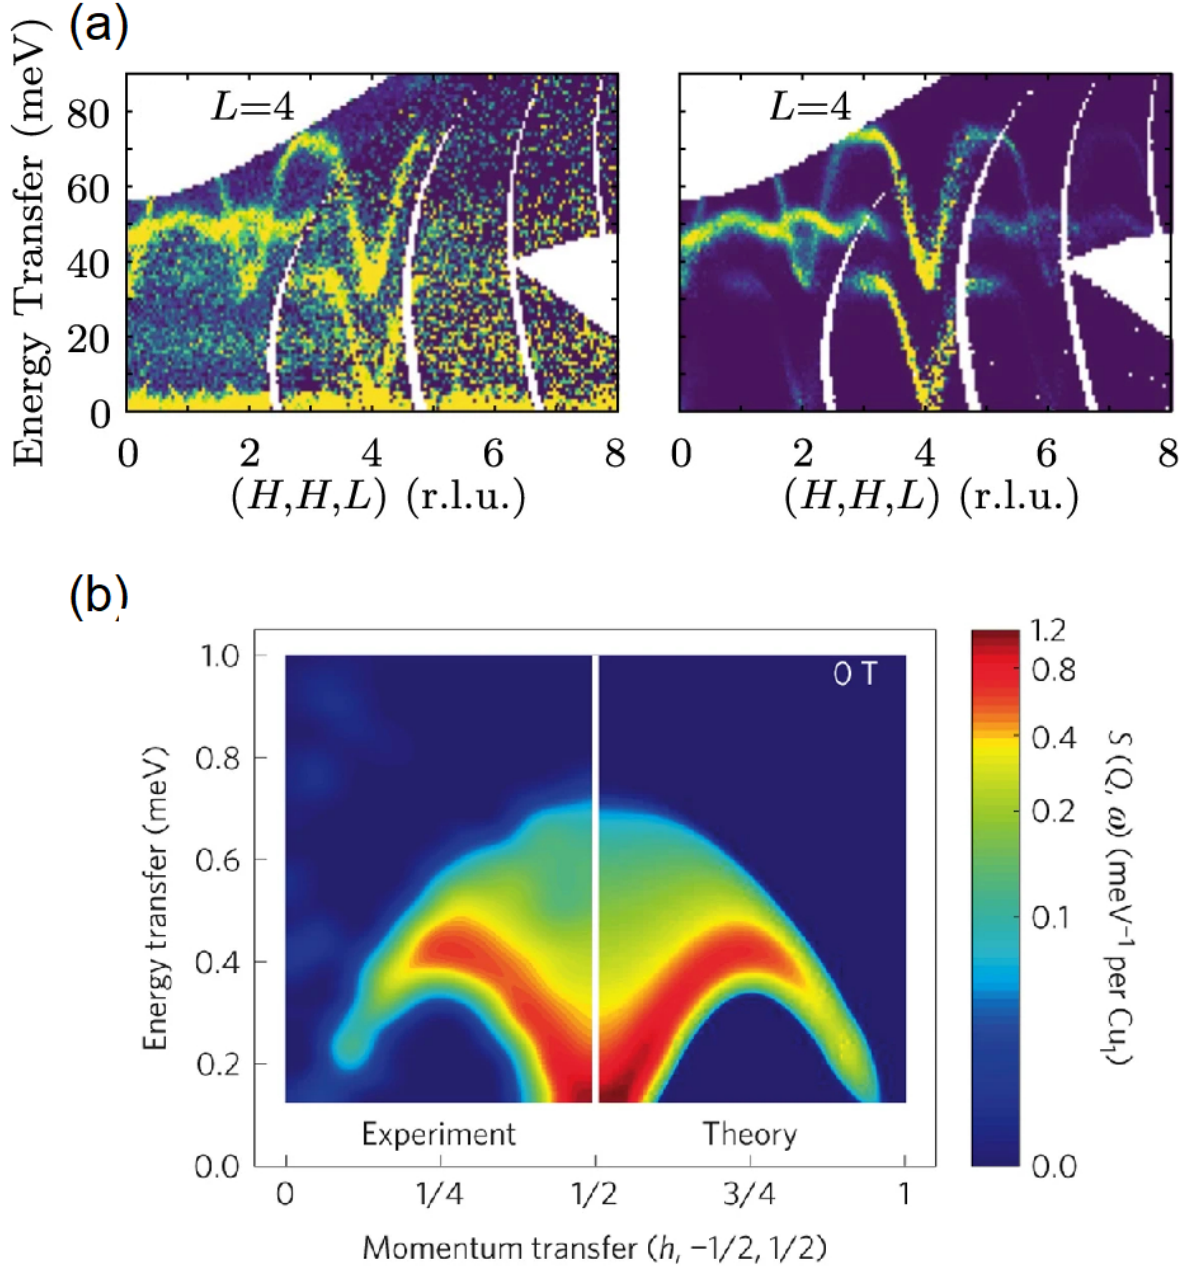 (a)
Energy Transfer (meV)
80
60
40
20
0
L=4
0 2 4 6 8
(H,H,L) (r.l.u.)
L=4
0 2 4 6 8
(H,H,L) (r.l.u.)
(b)
Energy transfer (meV)
1.0
0.8
0.6
0.4
0.2
0.0
0 T
Experiment
Theory
0 1/4 1/2 3/4 1
Momentum transfer (h, −1/2, 1/2)
1.2
0.8
0.4
0.2
0.1
0.0
S (Q, ω) (meV⁻¹ per Cu₁)